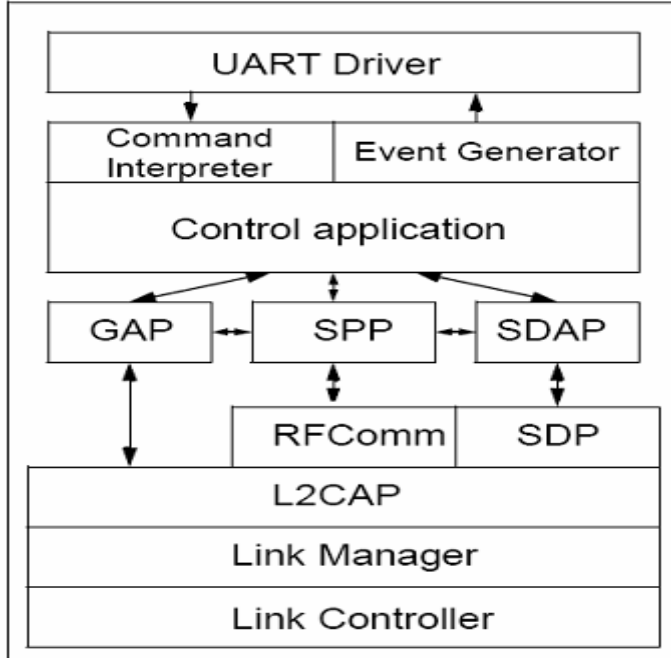 UART Driver
Command
Interpreter
Event Generator
Control application
GAP
SPP
SDAP
RFComm
SDP
L2CAP
Link Manager
Link Controller